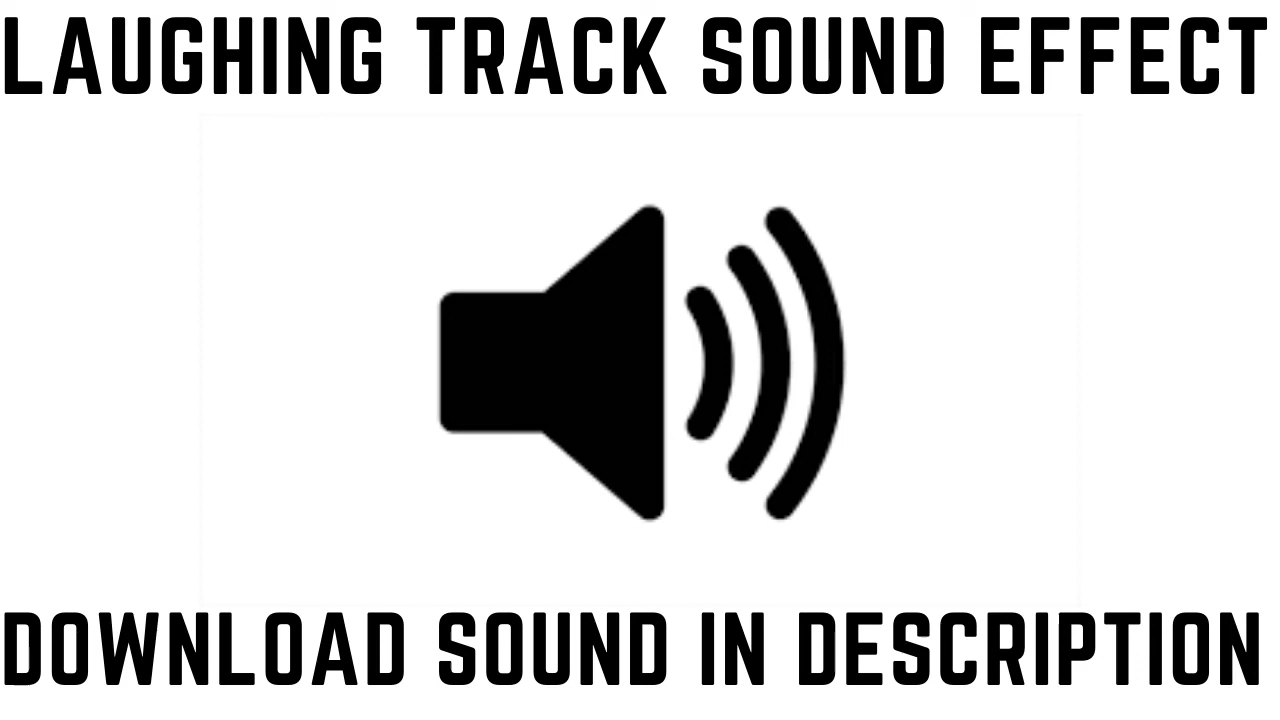 LAUGHING TRACK SOUND EFFECT
DOWNLOAD SOUND IN DESCRIPTION